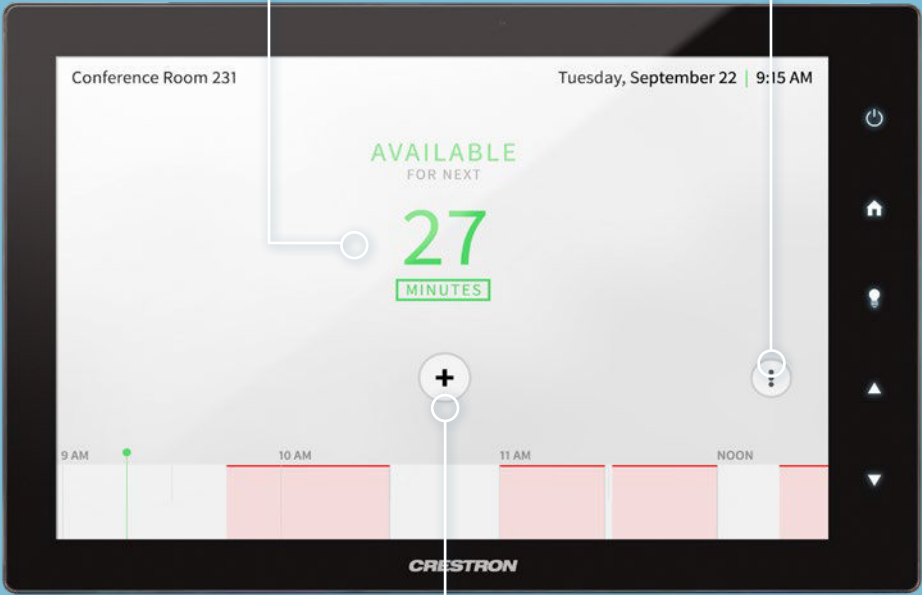 Conference Room 231
Tuesday, September 22 | 9:15 AM
AVAILABLE
FOR NEXT
27
MINUTES
9 AM
10 AM
11 AM
NOON
CRESTRON